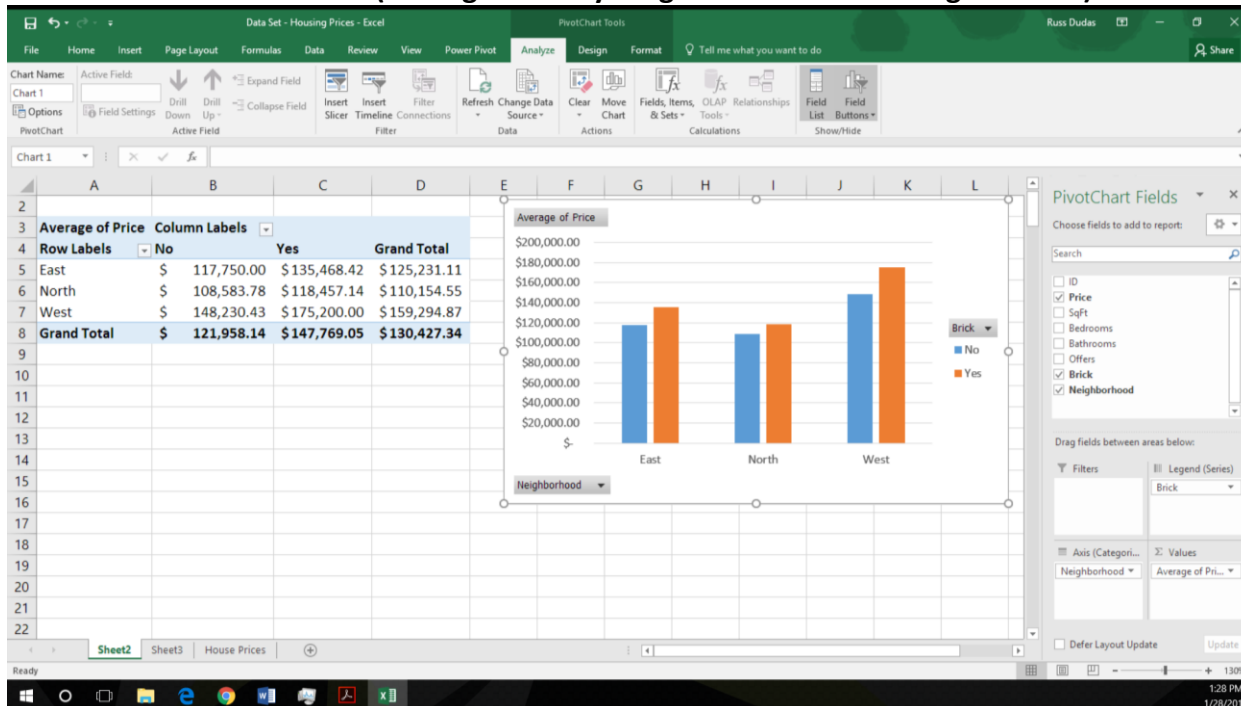 Data Set - Housing Prices - Excel
PivotChart Tools
Russ Dudas
File Home Insert Page Layout Formulas Data Review View Power Pivot Analyze Design Format Tell me what you want to do Share
Chart Name:
Chart 1
Options
PivotChart
Active Field:
Field Settings
Drill Down
Drill Up
Expand Field
Collapse Field
Active Field
Insert Slicer
Insert Timeline
Filter Connections
Filter
Refresh
Change Data Source
Data
Clear
Move Chart
Actions
Fields, Items, & Sets
OLAP Tools
Relationships
Calculations
Field List
Field Buttons
Show/Hide
Chart 1
fx
A B C D E F G H I J K L
2
3 Average of Price Column Labels
4 Row Labels No Yes Grand Total
5 East $ 117,750.00 $135,468.42 $125,231.11
6 North $ 108,583.78 $118,457.14 $110,154.55
7 West $ 148,230.43 $175,200.00 $159,294.87
8 Grand Total $ 121,958.14 $147,769.05 $130,427.34
9
10
11
12
13
14
15
16
17
18
19
20
21
22
Average of Price
$200,000.00
$180,000.00
$160,000.00
$140,000.00
$120,000.00
$100,000.00
$80,000.00
$60,000.00
$40,000.00
$20,000.00
$-
East North West
Brick
No
Yes
Neighborhood
PivotChart Fields
Choose fields to add to report:
Search
ID
Price
SqFt
Bedrooms
Bathrooms
Offers
Brick
Neighborhood
Drag fields between areas below:
Filters
Legend (Series)
Brick
Axis (Categori...
Σ Values
Neighborhood
Average of Pri...
Defer Layout Update
Update
Sheet2 Sheet3 House Prices
Ready
1:28 PM